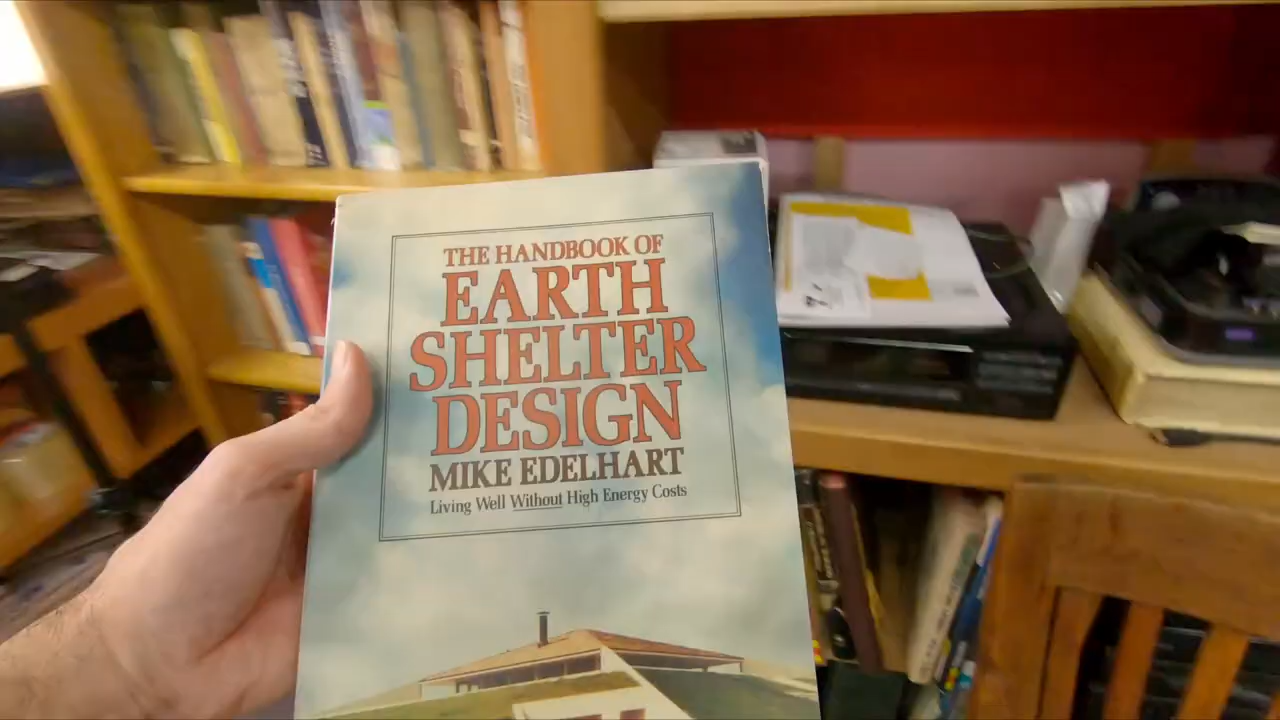 THE HANDBOOK OF
EARTH
SHELTER
DESIGN
MIKE EDELHART
Living Well Without High Energy Costs